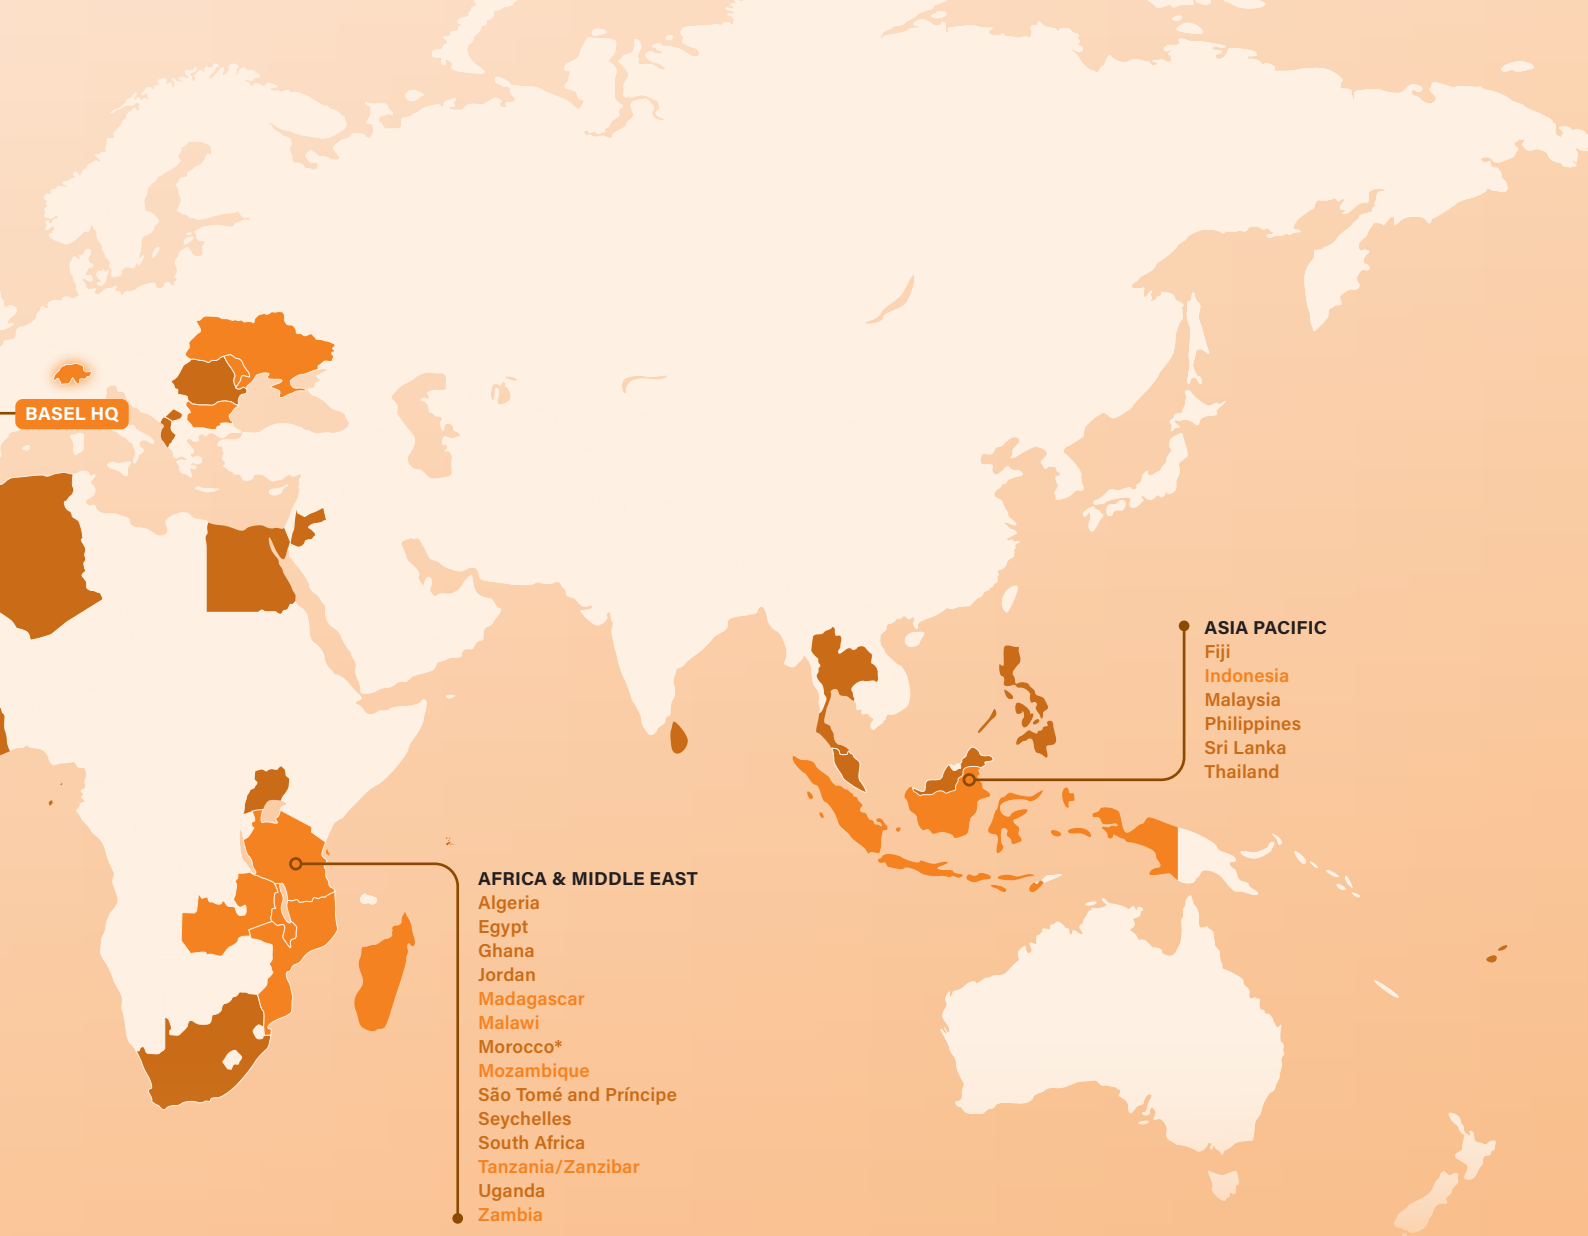 BASEL HQ
ASIA PACIFIC
Fiji
Indonesia
Malaysia
Philippines
Sri Lanka
Thailand
AFRICA & MIDDLE EAST
Algeria
Egypt
Ghana
Jordan
Madagascar
Malawi
Morocco*
Mozambique
São Tomé and Príncipe
Seychelles
South Africa
Tanzania/Zanzibar
Uganda
Zambia